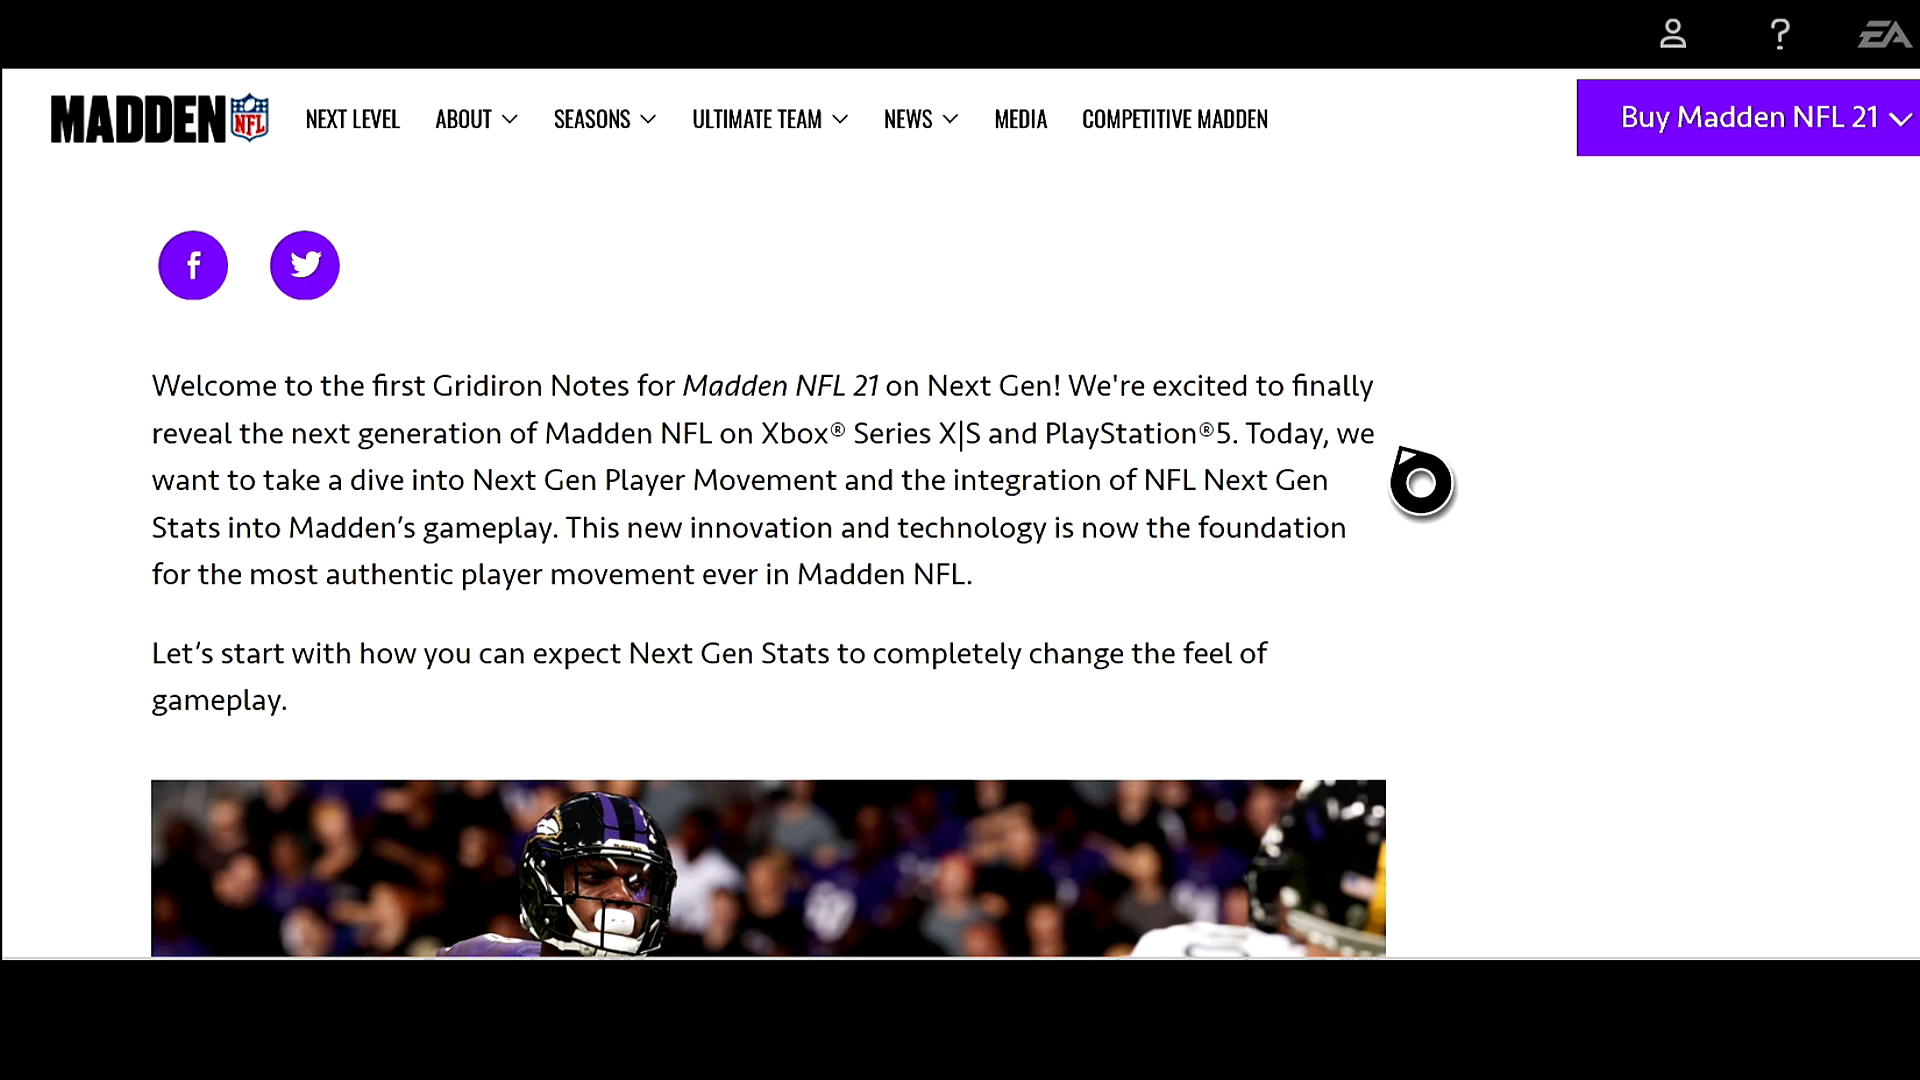 EA
MADDEN NFL NEXT LEVEL ABOUT SEASONS ULTIMATE TEAM NEWS MEDIA COMPETITIVE MADDEN Buy Madden NFL 21
Welcome to the first Gridiron Notes for Madden NFL 21 on Next Gen! We're excited to finally
reveal the next generation of Madden NFL on Xbox® Series X|S and PlayStation®5. Today, we
want to take a dive into Next Gen Player Movement and the integration of NFL Next Gen
Stats into Madden’s gameplay. This new innovation and technology is now the foundation
for the most authentic player movement ever in Madden NFL.
Let’s start with how you can expect Next Gen Stats to completely change the feel of
gameplay.